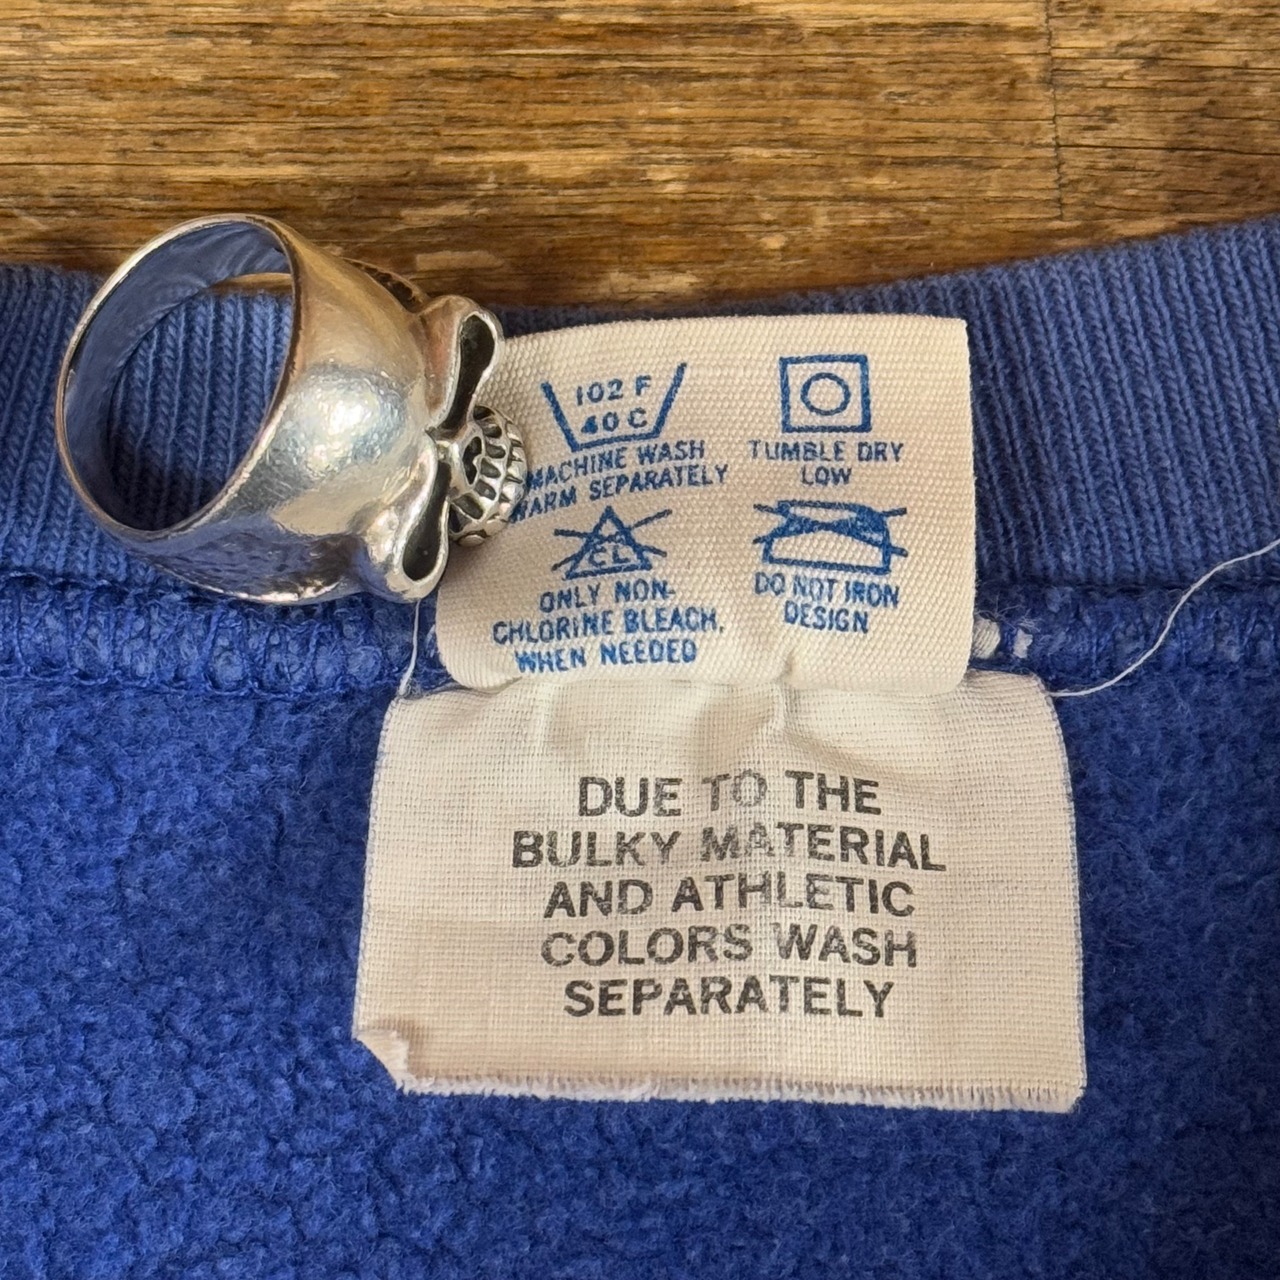 102 F
40 C
MACHINE WASH
WARM SEPARATELY
TUMBLE DRY
LOW
CL
ONLY NON-
CHLORINE BLEACH,
WHEN NEEDED
DO NOT IRON
DESIGN
DUE TO THE
BULKY MATERIAL
AND ATHLETIC
COLORS WASH
SEPARATELY